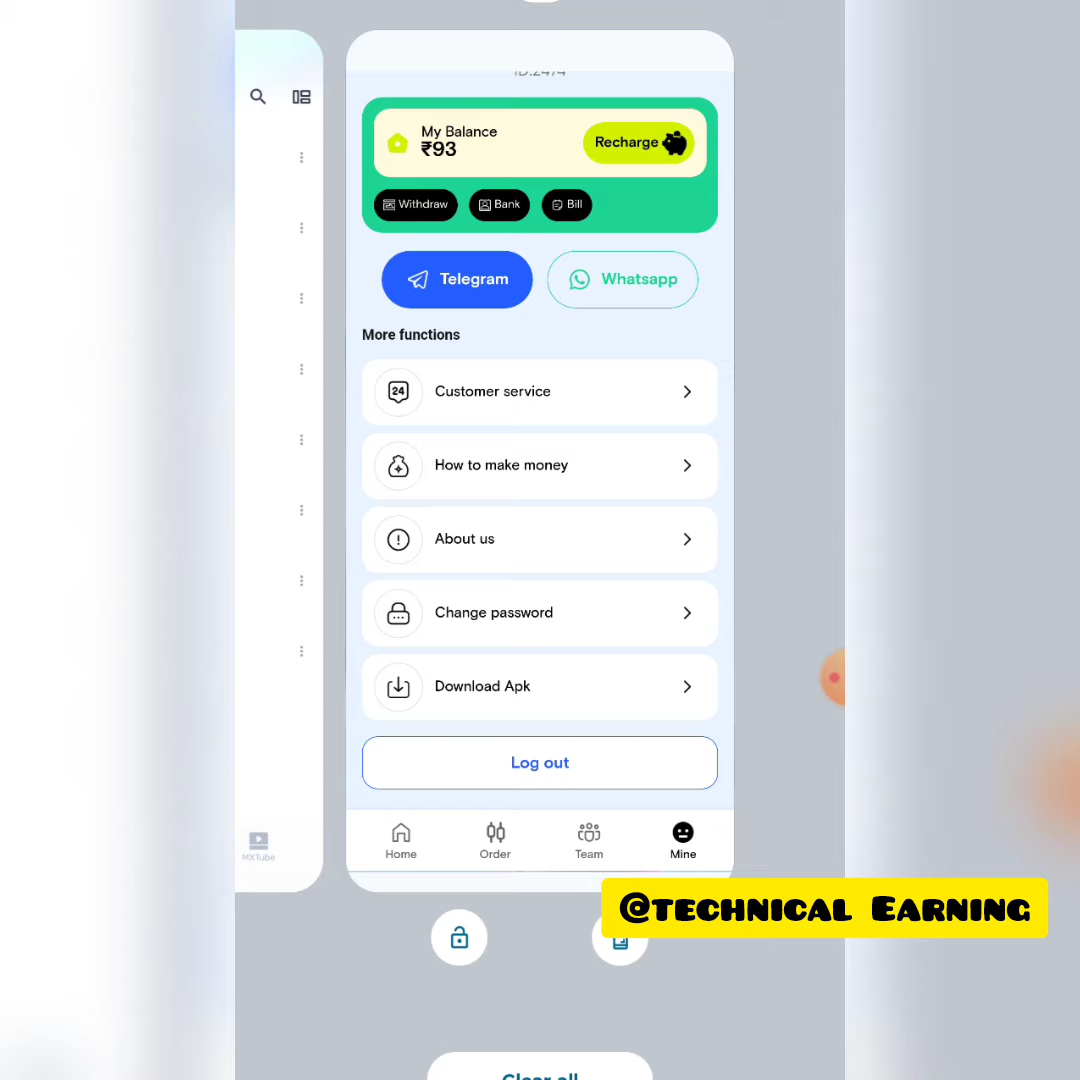 ID:2474
My Balance
₹93
Recharge
Withdraw
Bank
Bill
Telegram
Whatsapp
More functions
24
Customer service
How to make money
About us
Change password
Download Apk
Log out
Home
Order
Team
Mine
MXTube
@technical Earning
Clear all